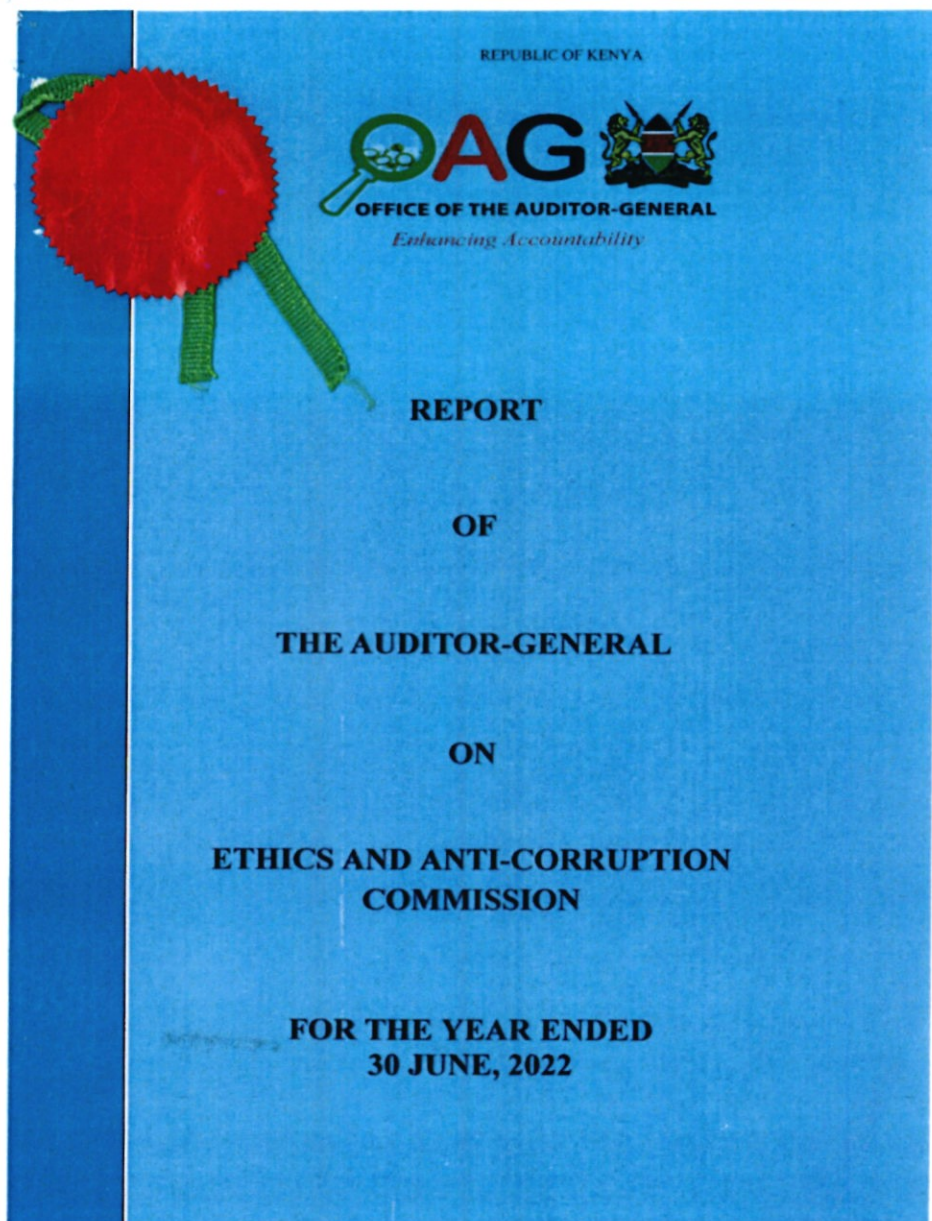 REPUBLIC OF KENYA
OAG
OFFICE OF THE AUDITOR-GENERAL
Enhancing Accountability
REPORT
OF
THE AUDITOR-GENERAL
ON
ETHICS AND ANTI-CORRUPTION
COMMISSION
FOR THE YEAR ENDED
30 JUNE, 2022